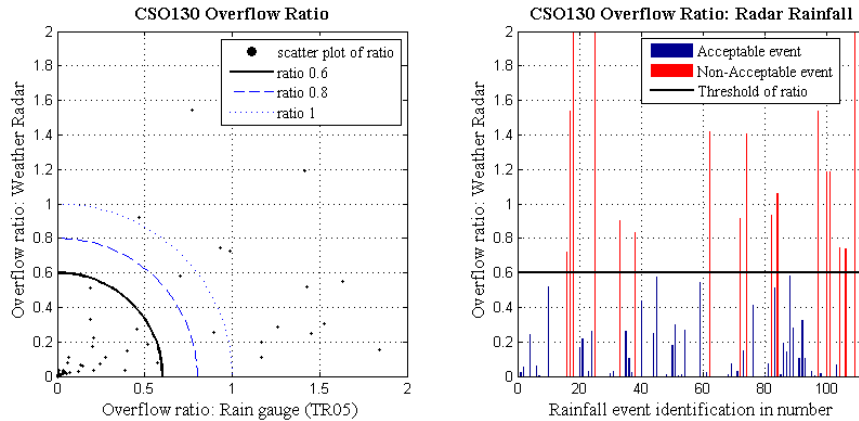 CSO130 Overflow Ratio
Overflow ratio: Weather Radar
2
1.8
1.6
1.4
1.2
1
0.8
0.6
0.4
0.2
0
scatter plot of ratio
ratio 0.6
ratio 0.8
ratio 1
0 0.5 1 1.5 2
Overflow ratio: Rain gauge (TR05)
CSO130 Overflow Ratio: Radar Rainfall
Overflow ratio: Weather Radar
2
1.8
1.6
1.4
1.2
1
0.8
0.6
0.4
0.2
0
Acceptable event
Non-Acceptable event
Threshold of ratio
0 20 40 60 80 100
Rainfall event identification in number